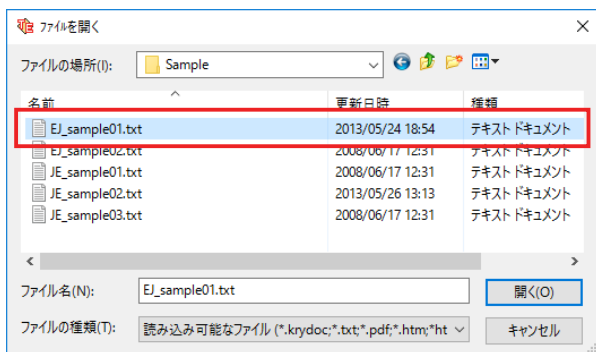 ファイルを開く
ファイルの場所(I): Sample
名前 更新日時 種類
EJ_sample01.txt 2013/05/24 18:54 テキスト ドキュメント
EJ_sample02.txt 2008/06/17 12:31 テキスト ドキュメント
JE_sample01.txt 2008/06/17 12:31 テキスト ドキュメント
JE_sample02.txt 2013/05/26 13:13 テキスト ドキュメント
JE_sample03.txt 2008/06/17 12:31 テキスト ドキュメント
ファイル名(N): EJ_sample01.txt 開く(O)
ファイルの種類(T): 読み込み可能なファイル (*.krydoc;*.txt;*.pdf;*.htm;*ht キャンセル